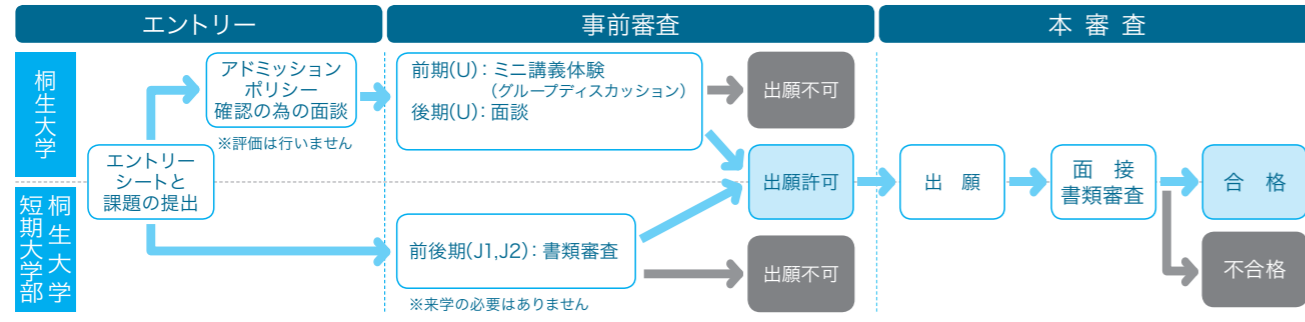 エントリー
事前審査
本 審 査
桐生大学
桐生大学
短期大学部
エントリー
シートと
課題の提出
アドミッション
ポリシー
確認の為の面談
※評価は行いません
前期(U)：ミニ講義体験
(グループディスカッション)
後期(U)：面談
前後期(J1,J2)：書類審査
※来学の必要はありません
出願不可
出願許可
出願不可
出　願
面　接
書類審査
合　格
不合格